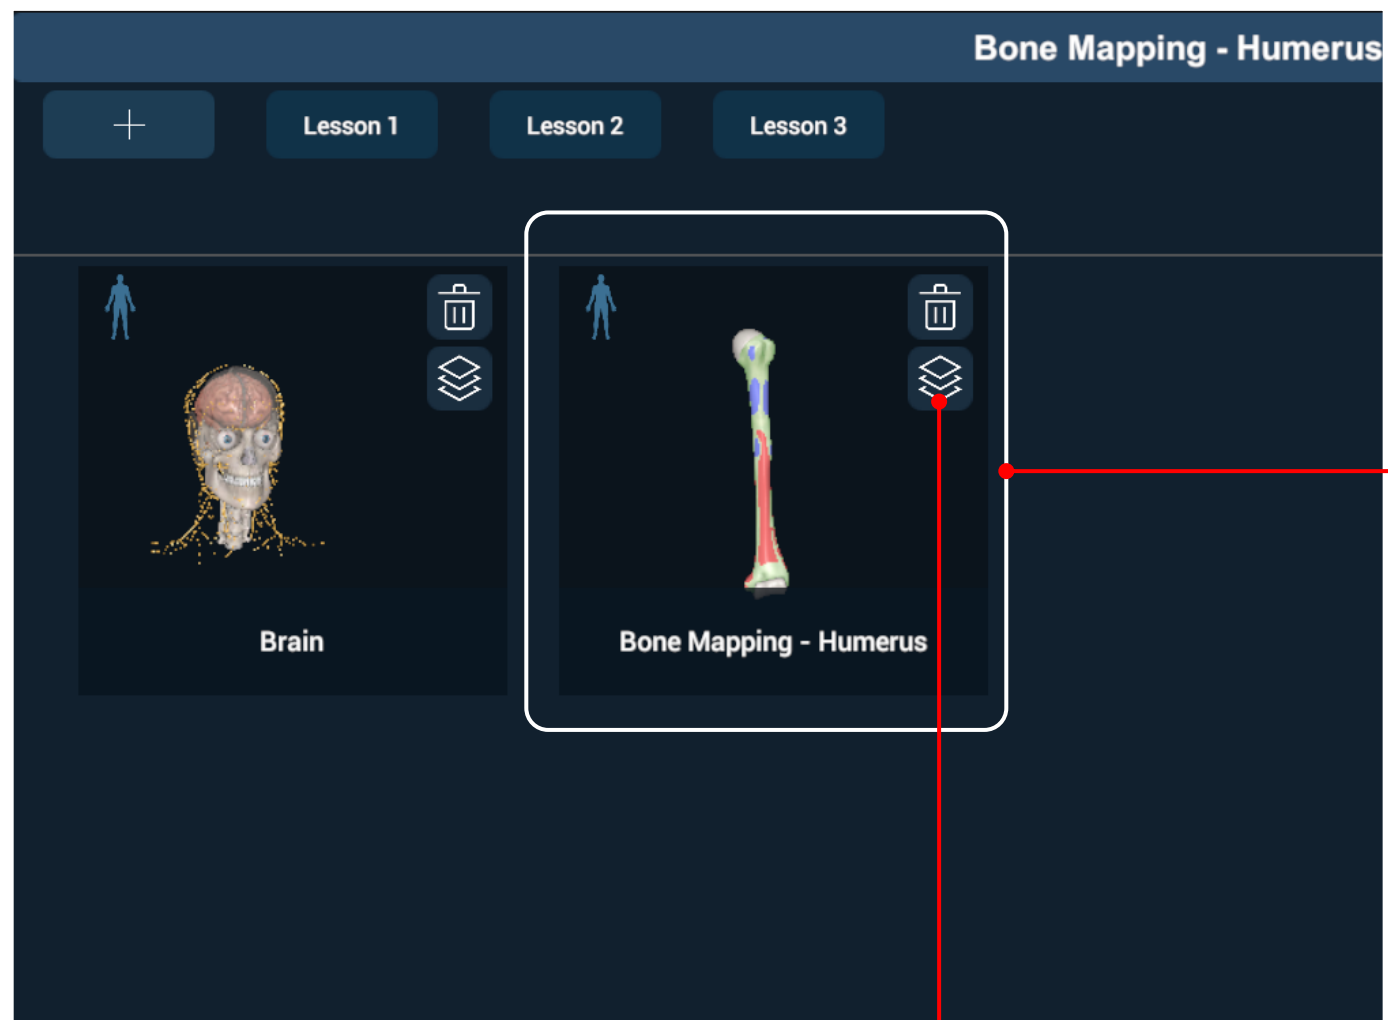 Bone Mapping - Humerus
Lesson 1
Lesson 2
Lesson 3
Brain
Bone Mapping - Humerus